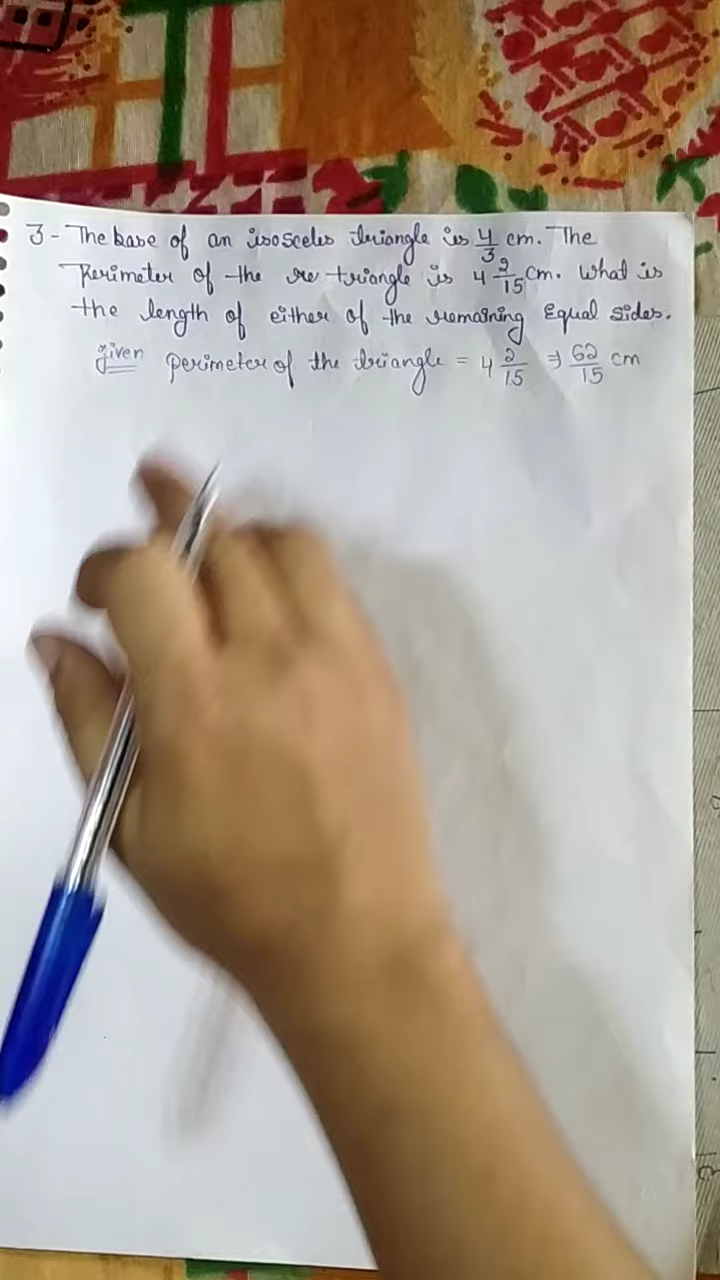 3- The base of an isosceles triangle is 4/3 cm. The
Perimeter of the re triangle is 4 2/15 cm. What is
the length of either of the remaining Equal sides.
given Perimeter of the triangle = 4 2/15 ⇒ 62/15 cm